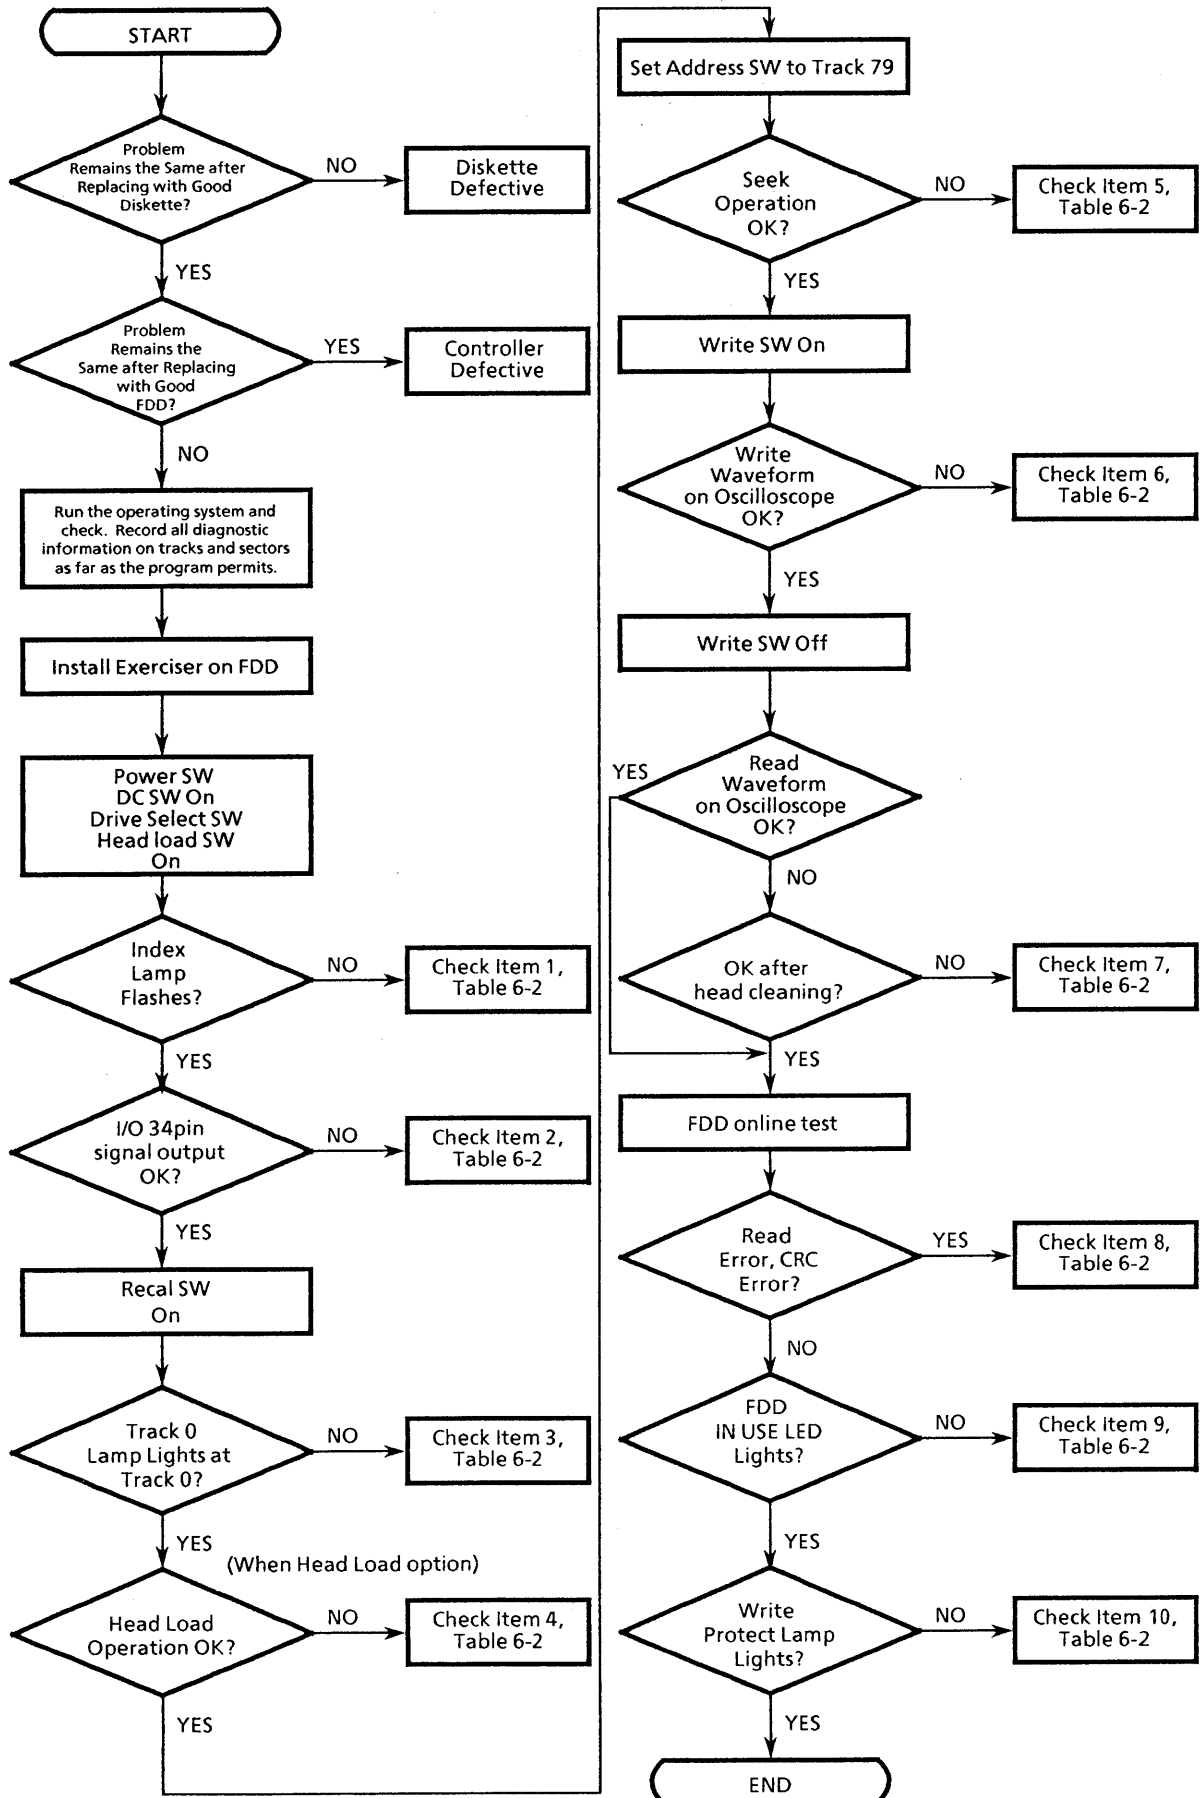 START
Problem
Remains the Same after
Replacing with Good
Diskette?
NO
Diskette
Defective
YES
Problem
Remains the
Same after Replacing
with Good
FDD?
YES
Controller
Defective
NO
Run the operating system and
check. Record all diagnostic
information on tracks and sectors
as far as the program permits.
Install Exerciser on FDD
Power SW
DC SW On
Drive Select SW
Head load SW
On
Index
Lamp
Flashes?
NO
Check Item 1,
Table 6-2
YES
I/O 34pin
signal output
OK?
NO
Check Item 2,
Table 6-2
YES
Recal SW
On
Track 0
Lamp Lights at
Track 0?
NO
Check Item 3,
Table 6-2
YES
(When Head Load option)
Head Load
Operation OK?
NO
Check Item 4,
Table 6-2
YES
Set Address SW to Track 79
Seek
Operation
OK?
NO
Check Item 5,
Table 6-2
YES
Write SW On
Write
Waveform
on Oscilloscope
OK?
NO
Check Item 6,
Table 6-2
YES
Write SW Off
Read
Waveform
on Oscilloscope
OK?
YES
NO
OK after
head cleaning?
NO
Check Item 7,
Table 6-2
YES
FDD online test
Read
Error, CRC
Error?
YES
Check Item 8,
Table 6-2
NO
FDD
IN USE LED
Lights?
NO
Check Item 9,
Table 6-2
YES
Write
Protect Lamp
Lights?
NO
Check Item 10,
Table 6-2
YES
END